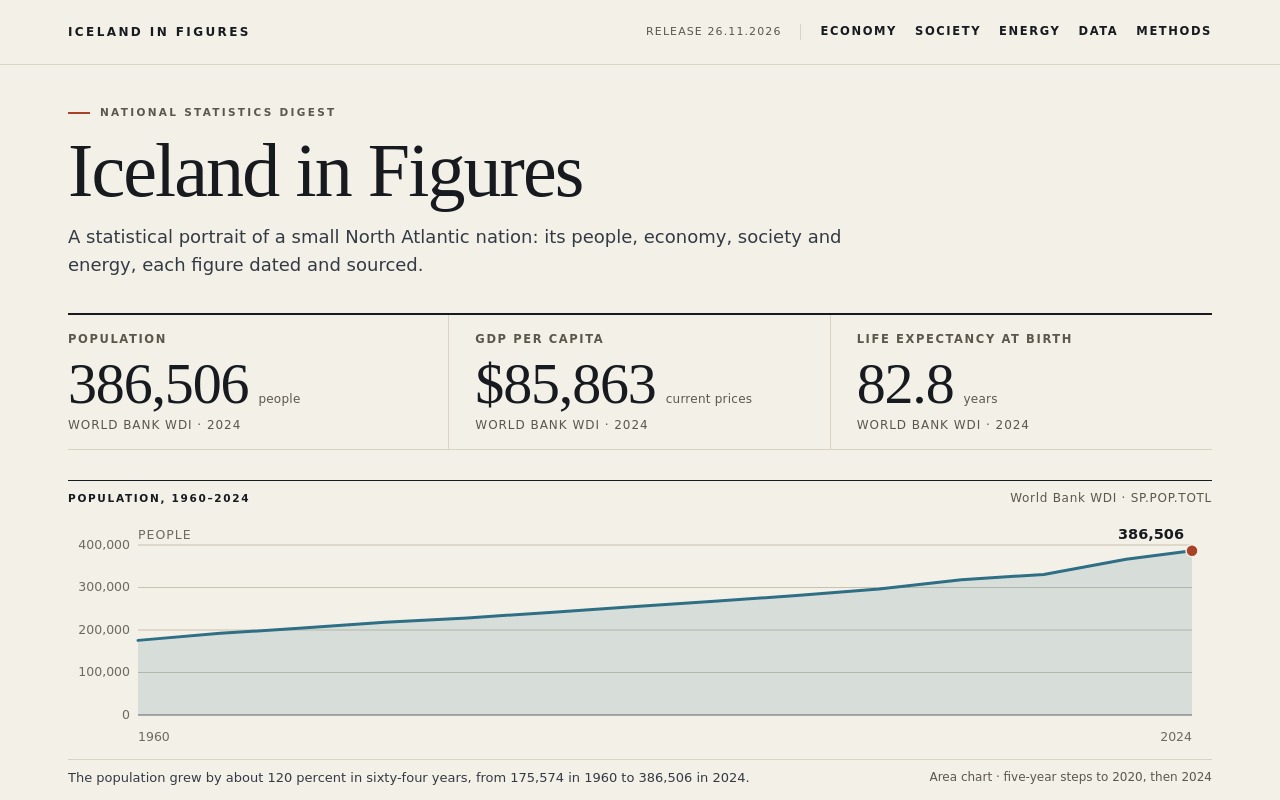 ICELAND IN FIGURES
RELEASE 26.11.2026
ECONOMY SOCIETY ENERGY DATA METHODS
NATIONAL STATISTICS DIGEST
Iceland in Figures
A statistical portrait of a small North Atlantic nation: its people, economy, society and
energy, each figure dated and sourced.
POPULATION
386,506 people
WORLD BANK WDI · 2024
GDP PER CAPITA
$85,863 current prices
WORLD BANK WDI · 2024
LIFE EXPECTANCY AT BIRTH
82.8 years
WORLD BANK WDI · 2024
POPULATION, 1960–2024
World Bank WDI · SP.POP.TOTL
PEOPLE
386,506
400,000
300,000
200,000
100,000
0
1960
2024
The population grew by about 120 percent in sixty-four years, from 175,574 in 1960 to 386,506 in 2024.
Area chart · five-year steps to 2020, then 2024